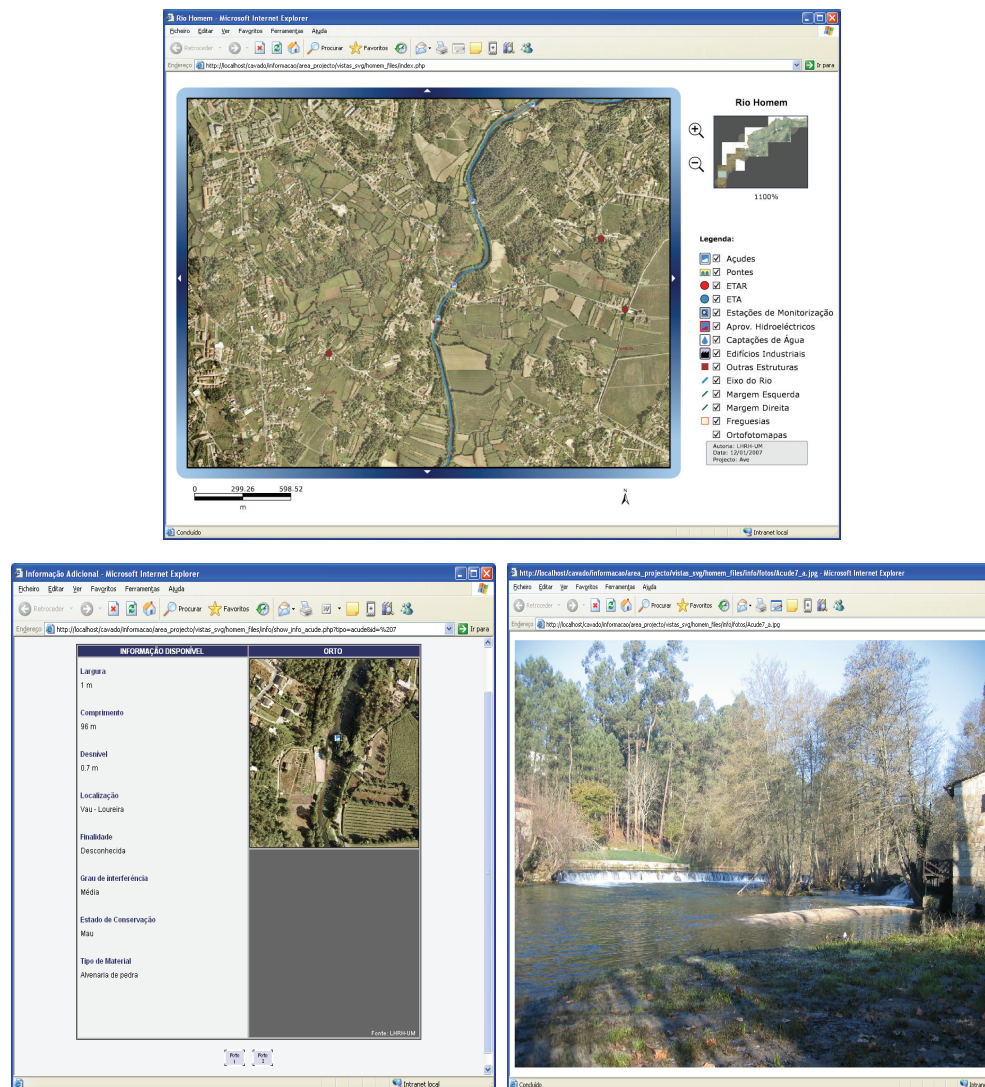 Rio Homem - Microsoft Internet Explorer
Ficheiro Editar Ver Favoritos Ferramentas Ajuda
Retroceder Procurar Favoritos
Endereço http://localhost/cavado/informacao/area_projecto/vistas_svg/homem_files/index.php Ir para
Rio Homem
1100%
Legenda:
Açudes
Pontes
ETAR
ETA
Estações de Monitorização
Aprov. Hidroeléctricos
Captações de Água
Edifícios Industriais
Outras Estruturas
Eixo do Rio
Margem Esquerda
Margem Direita
Freguesias
Ortofotomapas
Autoria: LHRH-UM
Data: 12/01/2007
Projecto: Ave
0 299.26 598.52
m
N
Concluído Intranet local
Informação Adicional - Microsoft Internet Explorer
Ficheiro Editar Ver Favoritos Ferramentas Ajuda
Retroceder Procurar Favoritos
Endereço http://localhost/cavado/informacao/area_projecto/vistas_svg/homem_files/info/show_info_acude.php?tipo=acude&id=%207 Ir para
INFORMAÇÃO DISPONÍVEL ORTO
Largura
1 m
Comprimento
96 m
Desnível
0.7 m
Localização
Vau - Loureira
Finalidade
Desconhecida
Grau de interferência
Média
Estado de Conservação
Mau
Tipo de Material
Alvenaria de pedra
Fonte: LHRH-UM
Foto 1 Foto 2
Intranet local
http://localhost/cavado/informacao/area_projecto/vistas_svg/homem_files/info/fotos/Acude7_a.jpg - Microsoft Internet Explorer
Ficheiro Editar Ver Favoritos Ferramentas Ajuda
Retroceder Procurar Favoritos
Endereço http://localhost/cavado/informacao/area_projecto/vistas_svg/homem_files/info/fotos/Acude7_a.jpg
Concluído Intrane